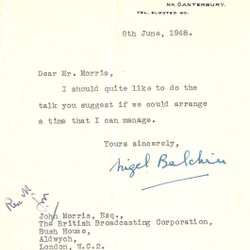 NR CANTERBURY.
TEL. ELMSTED 60.
8th June, 1948.
Dear Mr. Morris,
I should quite like to do the
talk you suggest if we could arrange
a time that I can manage.
Yours sincerely,
Nigel Balchin
John Morris, Esq.,
The British Broadcasting Corporation,
Bush House,
Aldwych,
London, W.C.2.